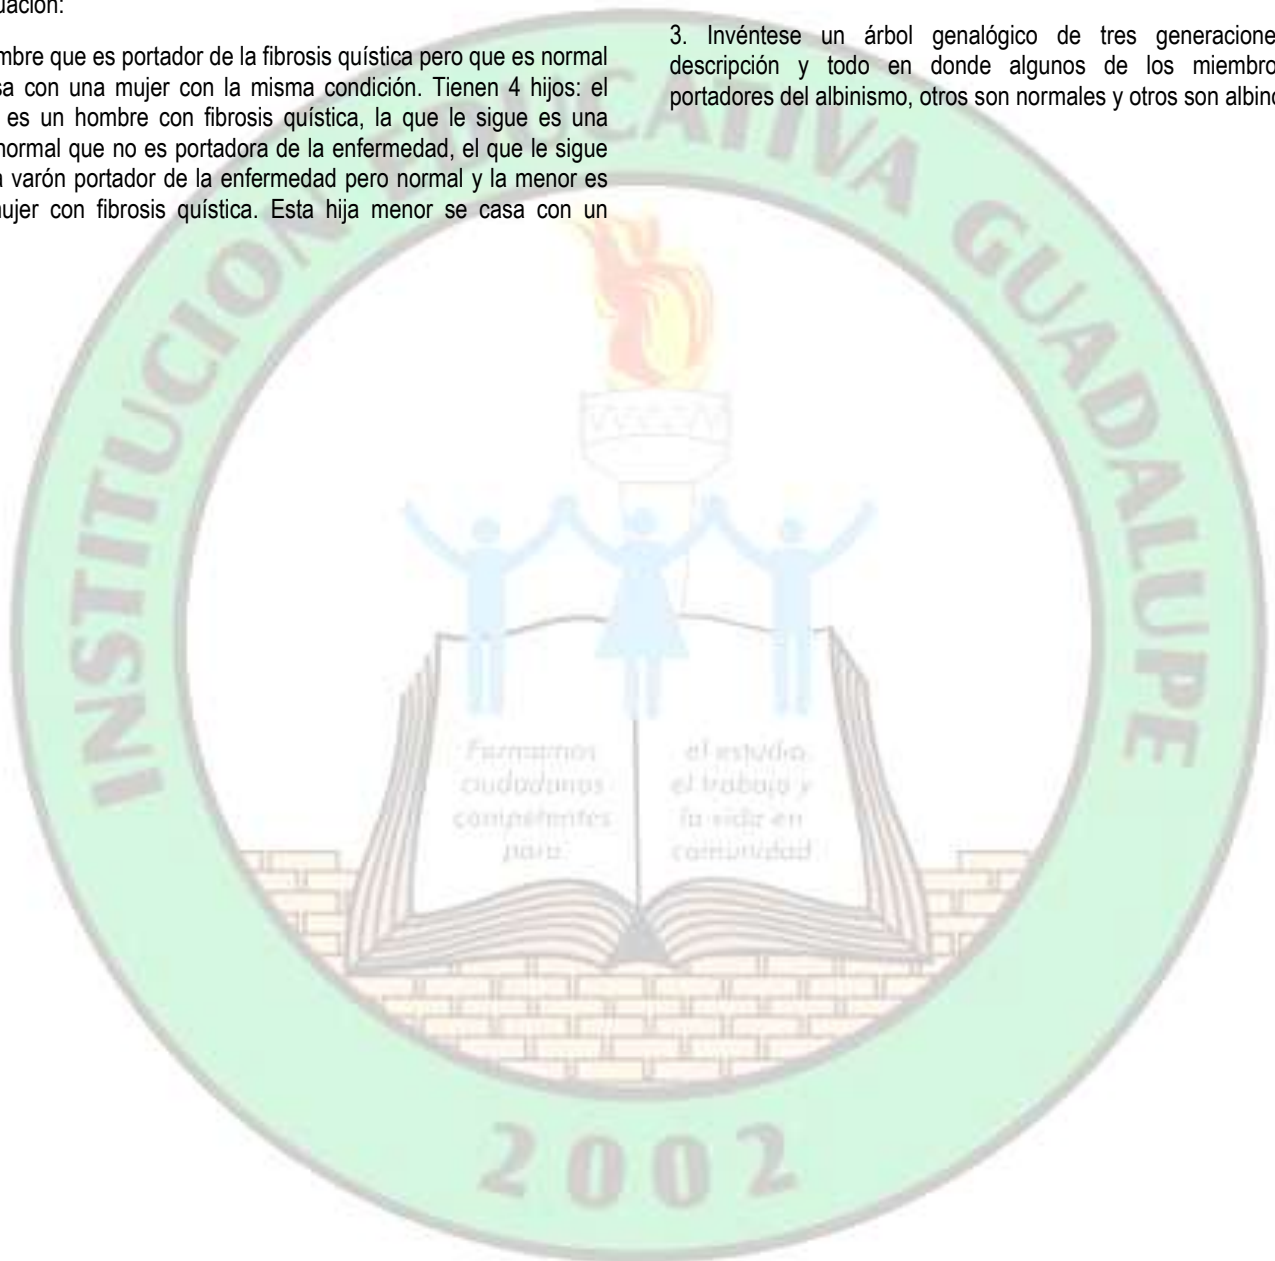 uación:
mbre que es portador de la fibrosis quística pero que es normal
sa con una mujer con la misma condición. Tienen 4 hijos: el
es un hombre con fibrosis quística, la que le sigue es una
normal que no es portadora de la enfermedad, el que le sigue
a varón portador de la enfermedad pero normal y la menor es
mujer con fibrosis quística. Esta hija menor se casa con un
3. Invéntese un árbol genalógico de tres generacione
descripción y todo en donde algunos de los miembro
portadores del albinismo, otros son normales y otros son albino
INSTITUCION EDUCATIVA GUADALUPE
Formamos
ciudadanos
competentes
para
el estudio,
el trabajo y
la vida en
comunidad
2002